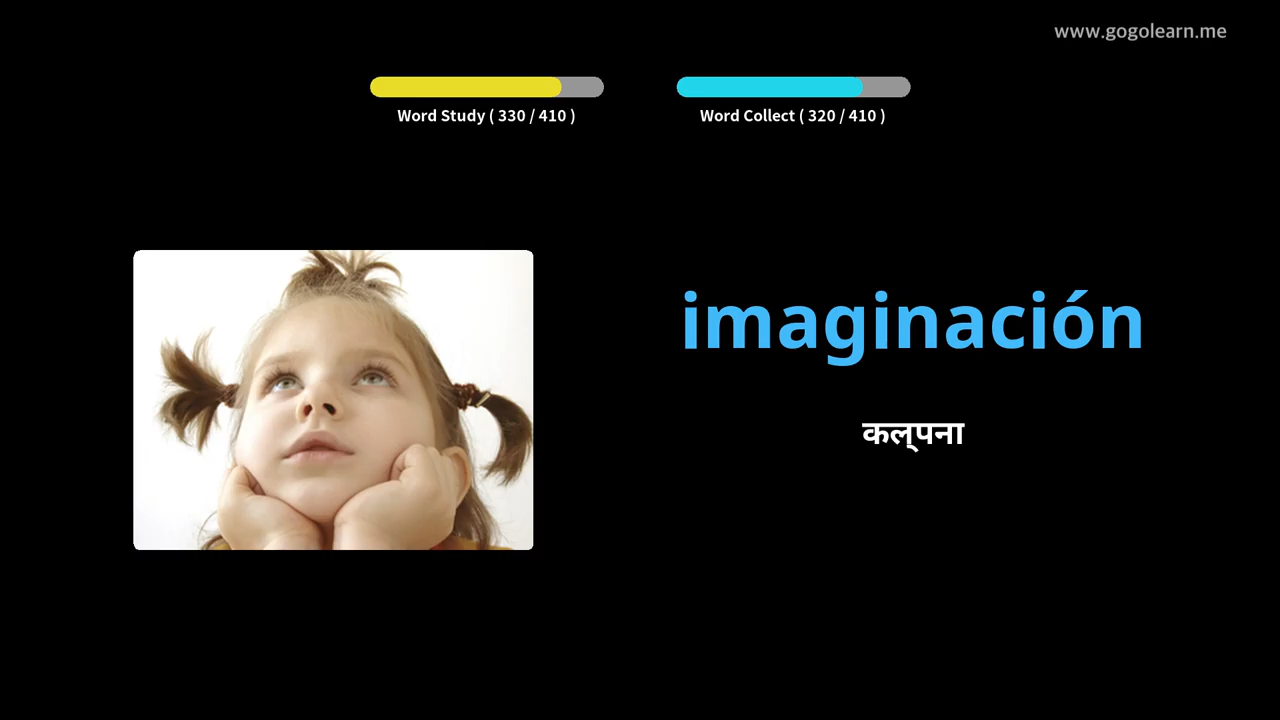 www.gogolearn.me
Word Study ( 330 / 410 )
Word Collect ( 320 / 410 )
imaginación
कल्पना